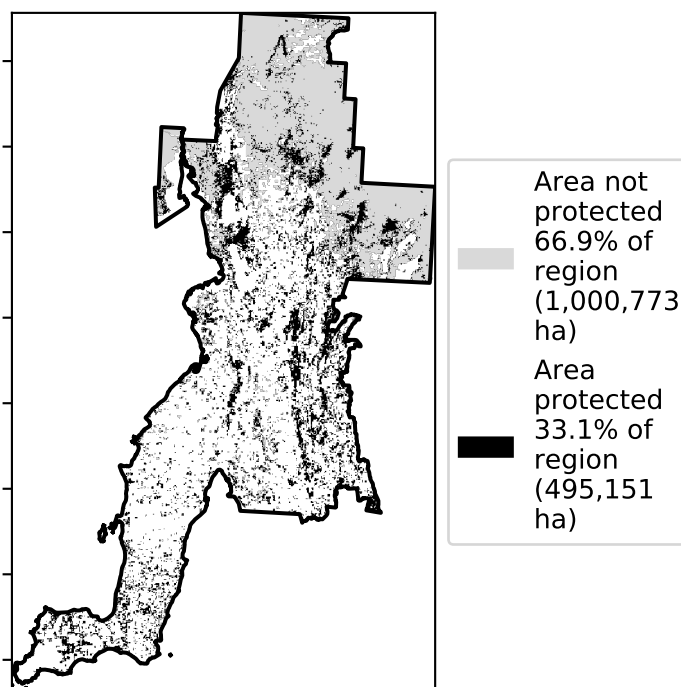 Area not
protected
66.9% of
region
(1,000,773
ha)
Area
protected
33.1% of
region
(495,151
ha)